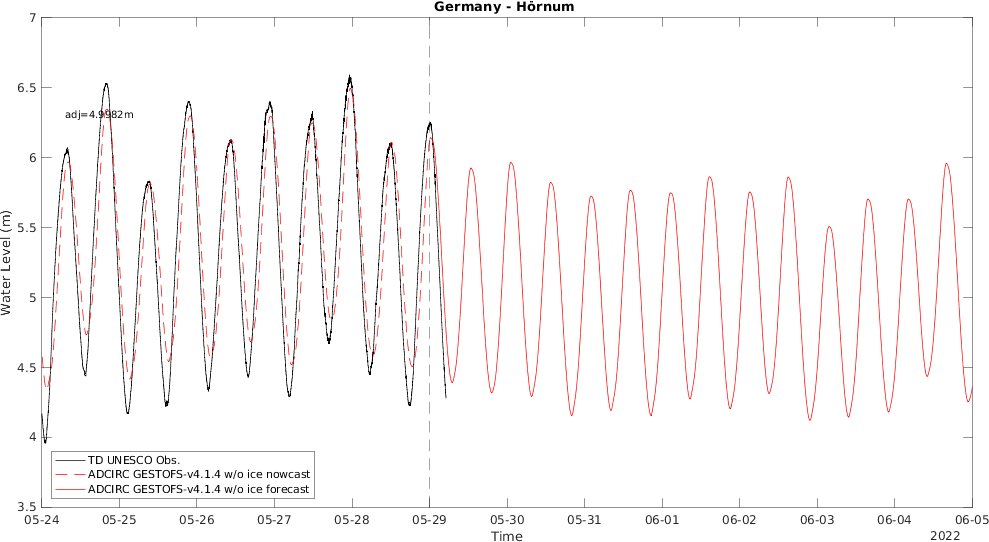 Germany - Hörnum
7
6.5
6
5.5
5
4.5
4
3.5
Water Level (m)
adj=4.9982m
TD UNESCO Obs.
ADCIRC GESTOFS-v4.1.4 w/o ice nowcast
ADCIRC GESTOFS-v4.1.4 w/o ice forecast
05-24 05-25 05-26 05-27 05-28 05-29 05-30 05-31 06-01 06-02 06-03 06-04 06-05
Time
2022